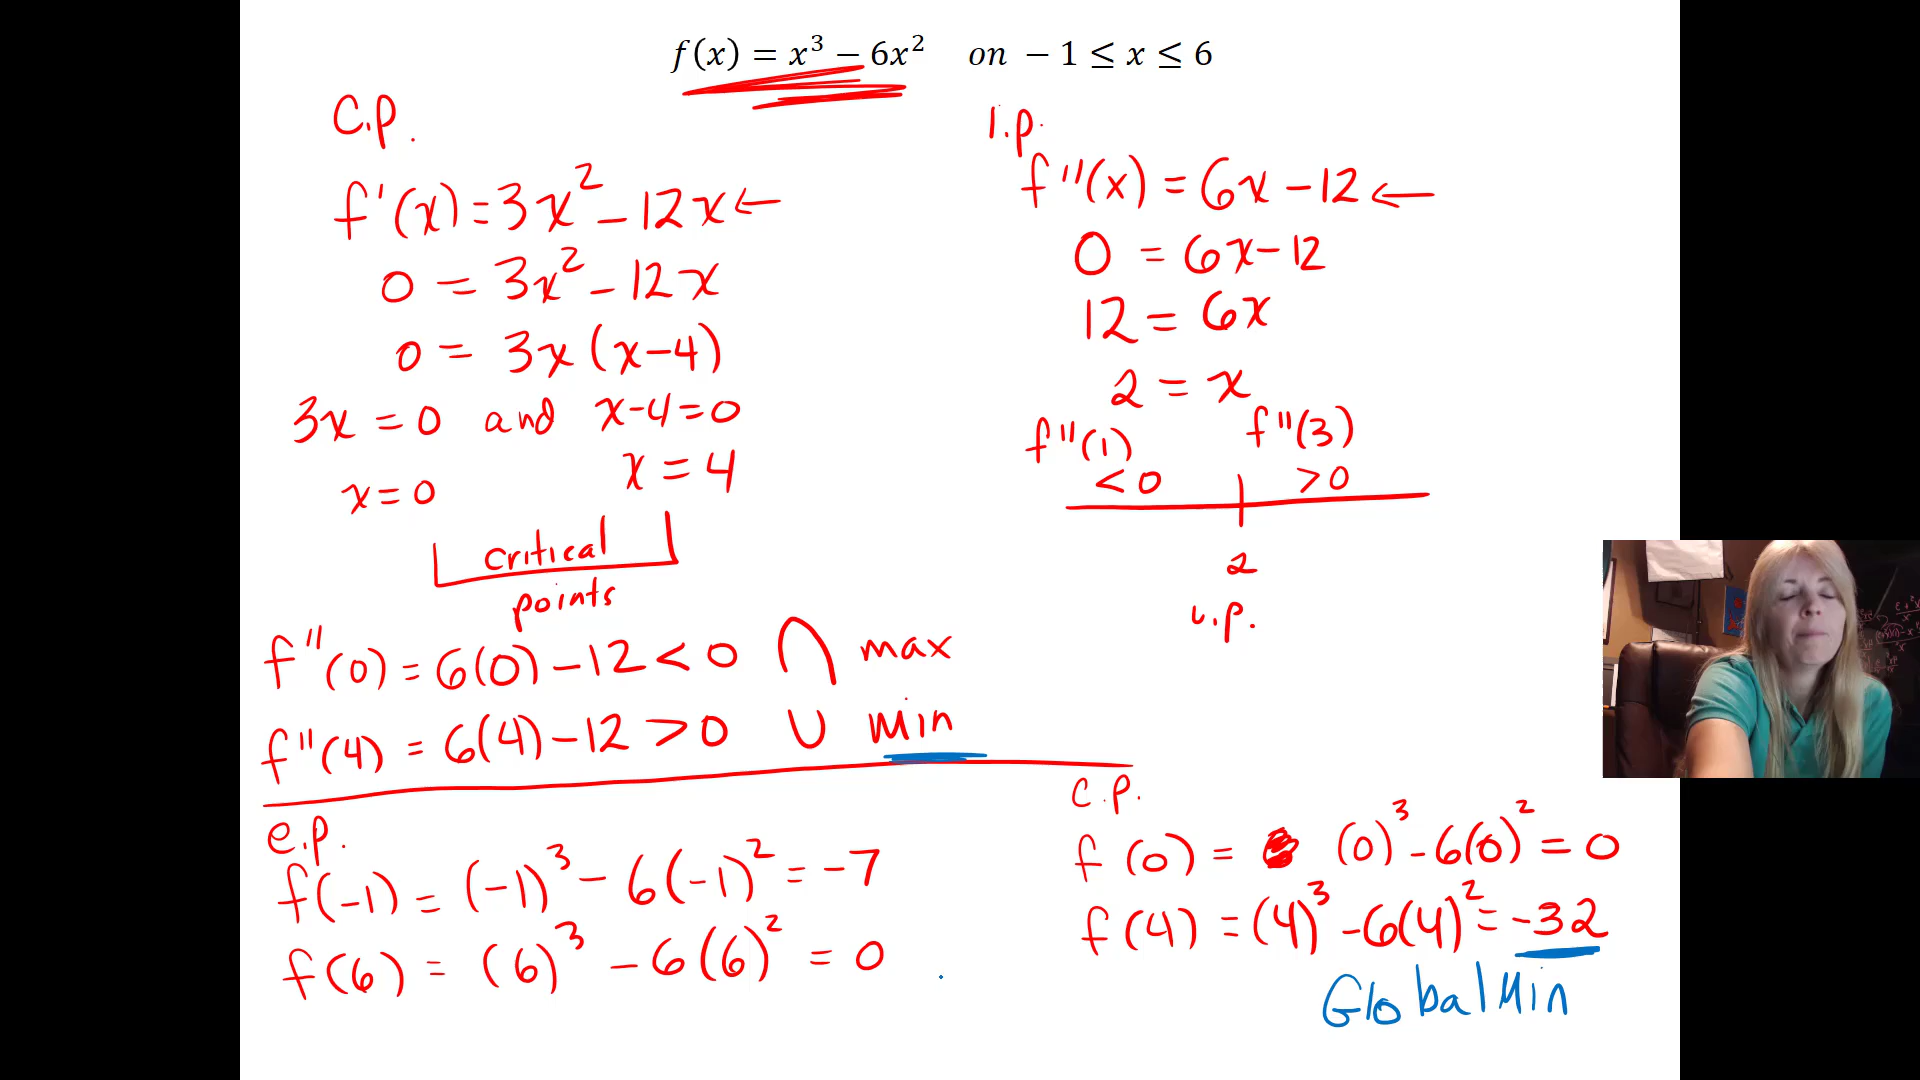 f(x) = x³ − 6x² on − 1 ≤ x ≤ 6
C.p.
f'(x) = 3x² − 12x ←
0 = 3x² − 12x
0 = 3x(x−4)
3x = 0 and x−4=0
x=0 x = 4
critical
points
f''(0) = 6(0) − 12 < 0 ∩ max
f''(4) = 6(4) − 12 > 0 ∪ min
I.p.
f''(x) = 6x − 12 ←
0 = 6x − 12
12 = 6x
2 = x
f''(1) f''(3)
< 0 > 0
2
i.p.
e.p.
f(−1) = (−1)³ − 6(−1)² = −7
f(6) = (6)³ − 6(6)² = 0
c.p.
f(0) = (0)³ − 6(0)² = 0
f(4) = (4)³ − 6(4)² = −32
Global Min